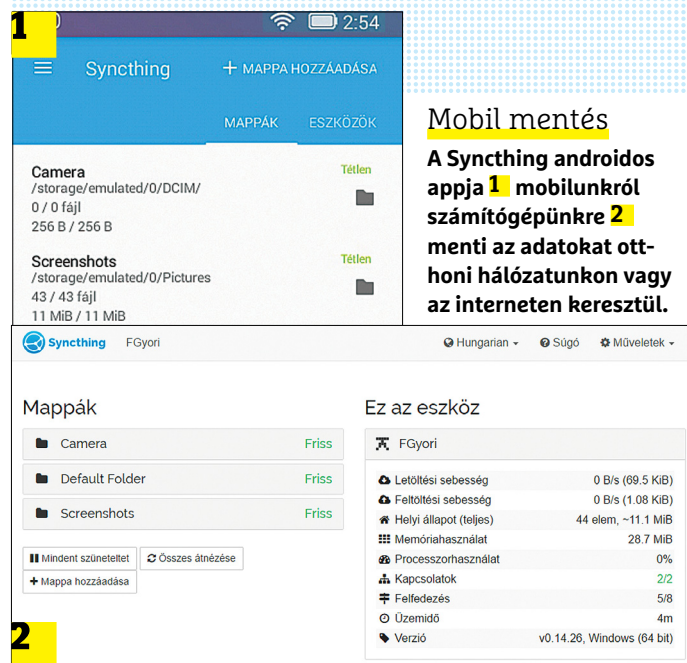 1
2:54
Syncthing
+ MAPPA HOZZÁADÁSA
MAPPÁK ESZKÖZÖK
Camera Tétlen
/storage/emulated/0/DCIM/
0 / 0 fájl
256 B / 256 B
Screenshots Tétlen
/storage/emulated/0/Pictures
43 / 43 fájl
11 MiB / 11 MiB
Mobil mentés
A Syncthing androidos
appja 1 mobilunkról
számítógépünkre 2
menti az adatokat ott-
honi hálózatunkon vagy
az interneten keresztül.
Syncthing FGyori Hungarian Súgó Műveletek
Mappák
Camera Friss
Default Folder Friss
Screenshots Friss
Mindent szüneteltet Összes átnézése
+ Mappa hozzáadása
Ez az eszköz
FGyori
Letöltési sebesség 0 B/s (69.5 KiB)
Feltöltési sebesség 0 B/s (1.08 KiB)
Helyi állapot (teljes) 44 elem, ~11.1 MiB
Memóriahasználat 28.7 MiB
Processzorhasználat 0%
Kapcsolatok 2/2
Felfedezés 5/8
Üzemidő 4m
Verzió v0.14.26, Windows (64 bit)
2